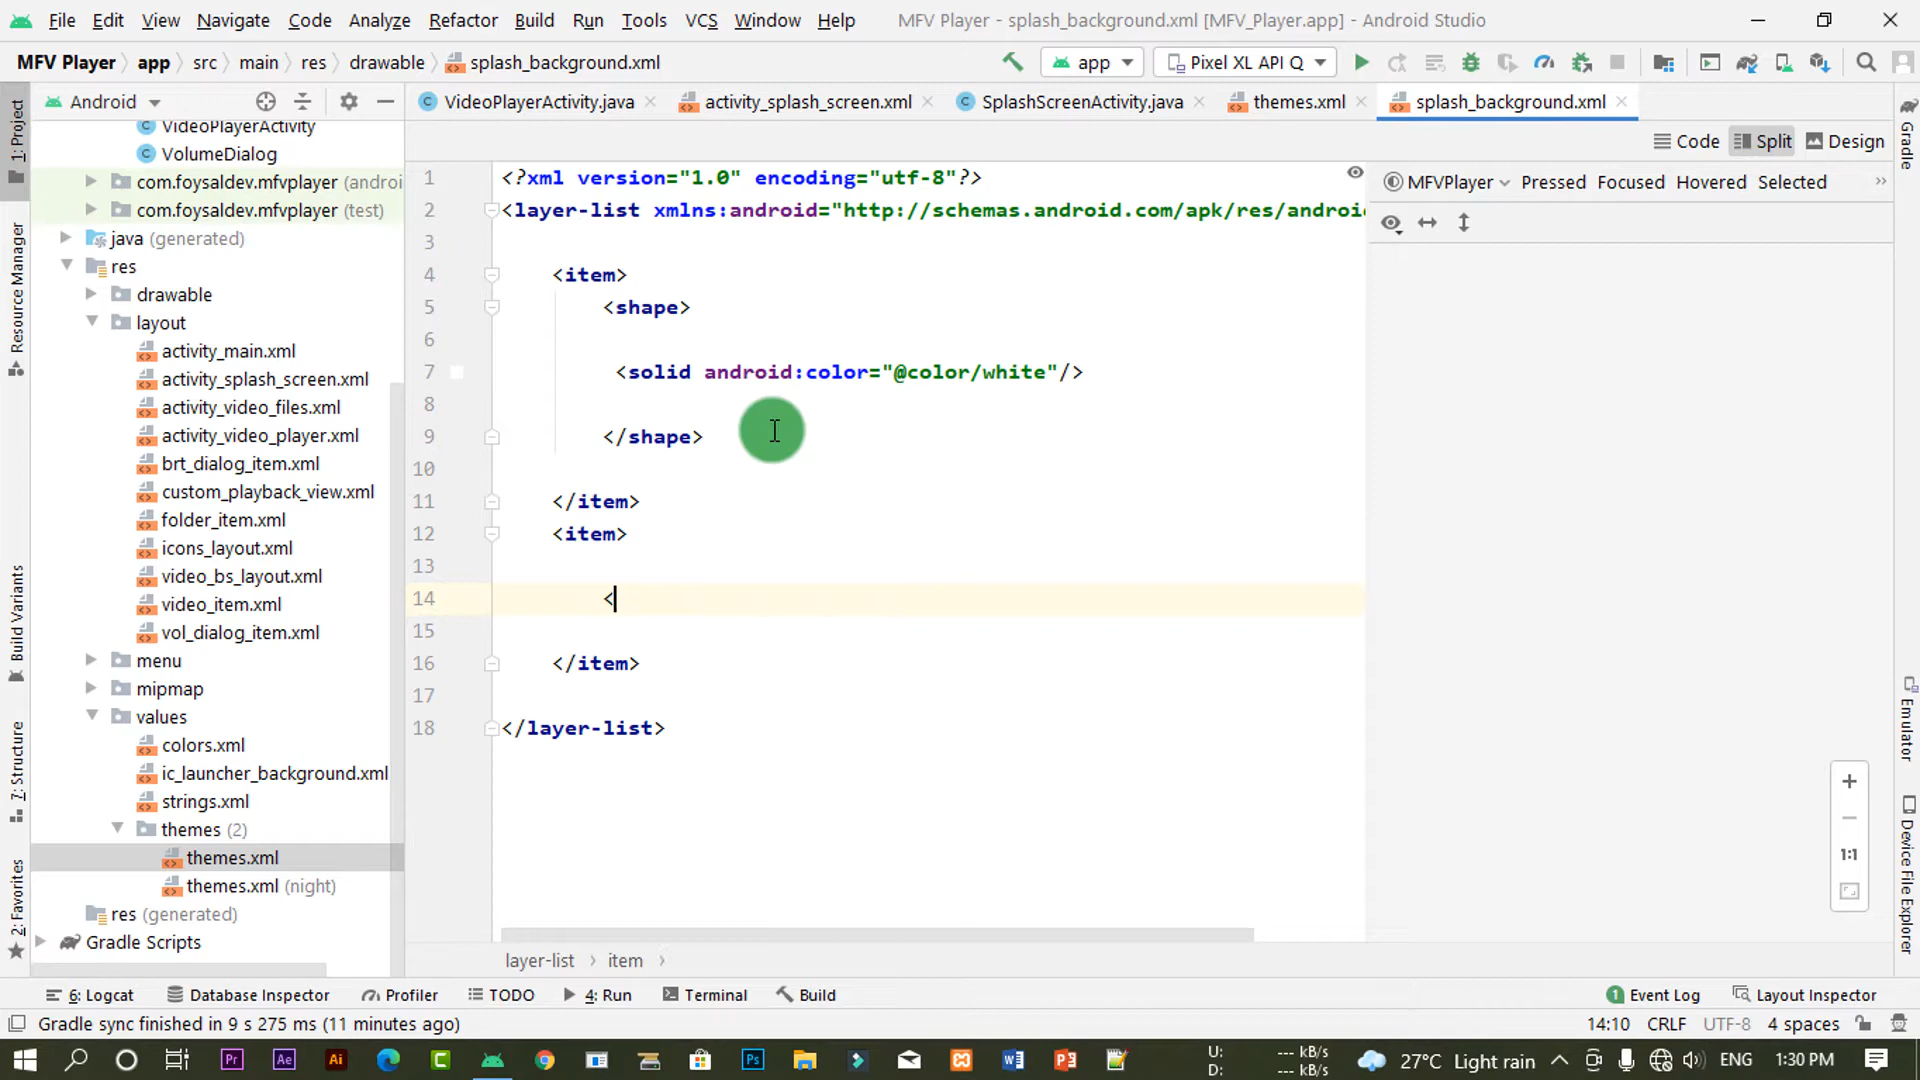 File Edit View Navigate Code Analyze Refactor Build Run Tools VCS Window Help MFV Player - splash_background.xml [MFV_Player.app] - Android Studio
MFV Player app src main res drawable splash_background.xml app Pixel XL API Q
1: Project
Resource Manager
Build Variants
7: Structure
2: Favorites
Android
VideoPlayerActivity
VolumeDialog
com.foysaldev.mfvplayer (androi
com.foysaldev.mfvplayer (test)
java (generated)
res
drawable
layout
activity_main.xml
activity_splash_screen.xml
activity_video_files.xml
activity_video_player.xml
brt_dialog_item.xml
custom_playback_view.xml
folder_item.xml
icons_layout.xml
video_bs_layout.xml
video_item.xml
vol_dialog_item.xml
menu
mipmap
values
colors.xml
ic_launcher_background.xml
strings.xml
themes (2)
themes.xml
themes.xml (night)
res (generated)
Gradle Scripts
VideoPlayerActivity.java activity_splash_screen.xml SplashScreenActivity.java themes.xml splash_background.xml
Code Split Design
1 <?xml version="1.0" encoding="utf-8"?>
2 <layer-list xmlns:android="http://schemas.android.com/apk/res/androi
3
4 <item>
5 <shape>
6
7 <solid android:color="@color/white"/>
8
9 </shape>
10
11 </item>
12 <item>
13
14 <
15
16 </item>
17
18 </layer-list>
layer-list item
MFVPlayer Pressed Focused Hovered Selected
1:1
Gradle
Emulator
Device File Explorer
6: Logcat Database Inspector Profiler TODO 4: Run Terminal Build 1 Event Log Layout Inspector
Gradle sync finished in 9 s 275 ms (11 minutes ago) 14:10 CRLF UTF-8 4 spaces
Pr Ae Ai C Ps W P U: --- kB/s
D: --- kB/s
27°C Light rain ENG 1:30 PM